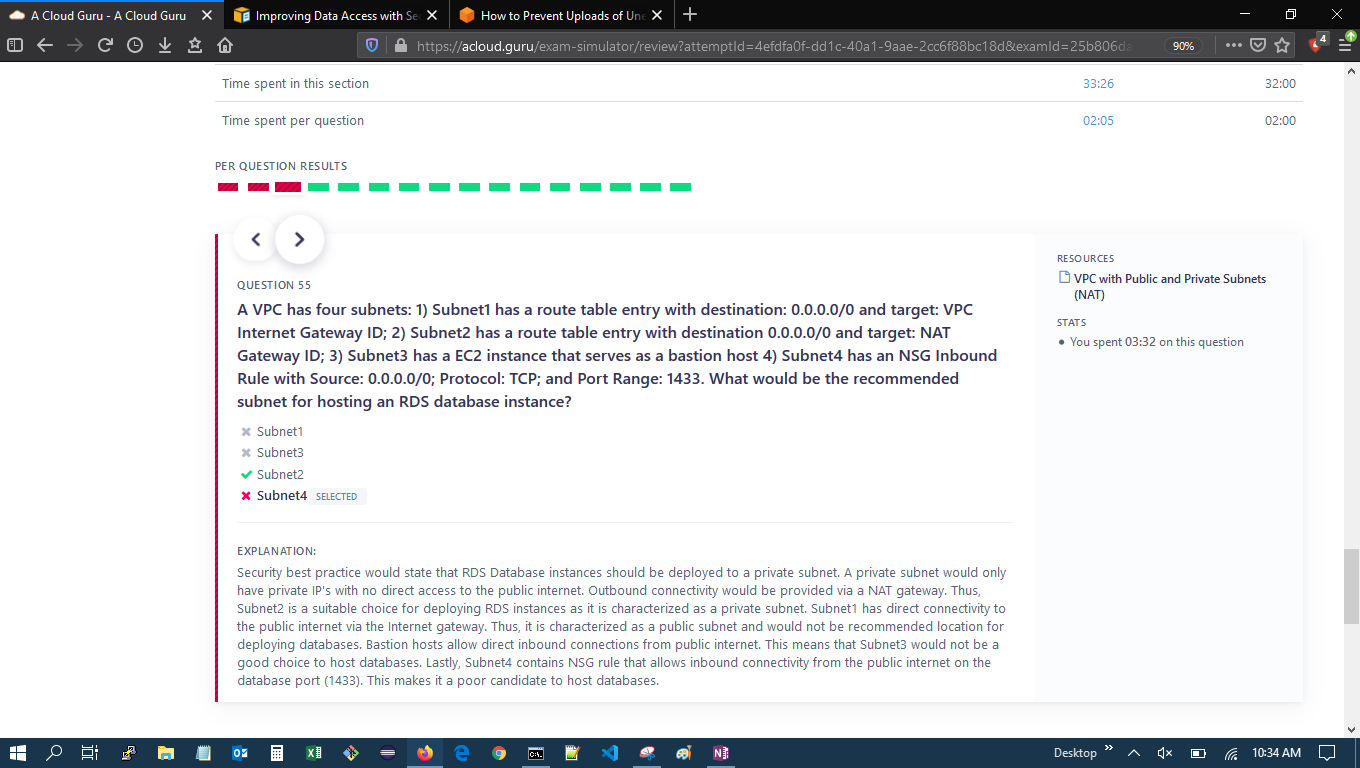 A Cloud Guru - A Cloud Guru
Improving Data Access with Se
How to Prevent Uploads of Une
https://acloud.guru/exam-simulator/review?attemptId=4efdfa0f-dd1c-40a1-9aae-2cc6f88bc18d&examId=25b806d
90%
4
Time spent in this section 33:26 32:00
Time spent per question 02:05 02:00
PER QUESTION RESULTS
QUESTION 55
A VPC has four subnets: 1) Subnet1 has a route table entry with destination: 0.0.0.0/0 and target: VPC
Internet Gateway ID; 2) Subnet2 has a route table entry with destination 0.0.0.0/0 and target: NAT
Gateway ID; 3) Subnet3 has a EC2 instance that serves as a bastion host 4) Subnet4 has an NSG Inbound
Rule with Source: 0.0.0.0/0; Protocol: TCP; and Port Range: 1433. What would be the recommended
subnet for hosting an RDS database instance?
Subnet1
Subnet3
Subnet2
Subnet4 SELECTED
EXPLANATION:
Security best practice would state that RDS Database instances should be deployed to a private subnet. A private subnet would only
have private IP's with no direct access to the public internet. Outbound connectivity would be provided via a NAT gateway. Thus,
Subnet2 is a suitable choice for deploying RDS instances as it is characterized as a private subnet. Subnet1 has direct connectivity to
the public internet via the Internet gateway. Thus, it is characterized as a public subnet and would not be recommended location for
deploying databases. Bastion hosts allow direct inbound connections from public internet. This means that Subnet3 would not be a
good choice to host databases. Lastly, Subnet4 contains NSG rule that allows inbound connectivity from the public internet on the
database port (1433). This makes it a poor candidate to host databases.
RESOURCES
VPC with Public and Private Subnets
(NAT)
STATS
You spent 03:32 on this question
Desktop
10:34 AM